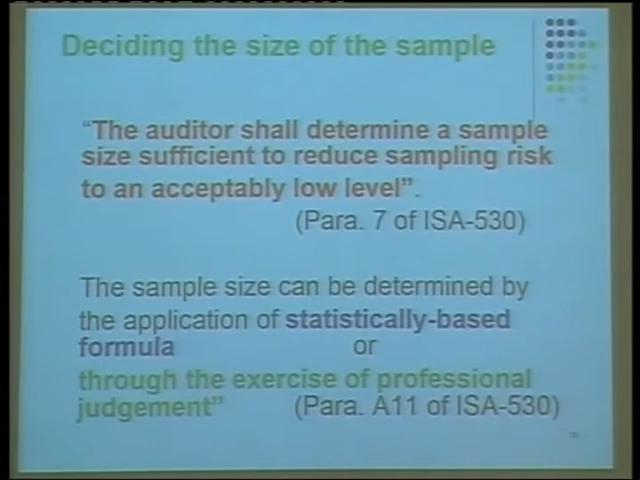 Deciding the size of the sample
“The auditor shall determine a sample
size sufficient to reduce sampling risk
to an acceptably low level”.
(Para. 7 of ISA-530)
The sample size can be determined by
the application of statistically-based
formula or
through the exercise of professional
judgement” (Para. A11 of ISA-530)